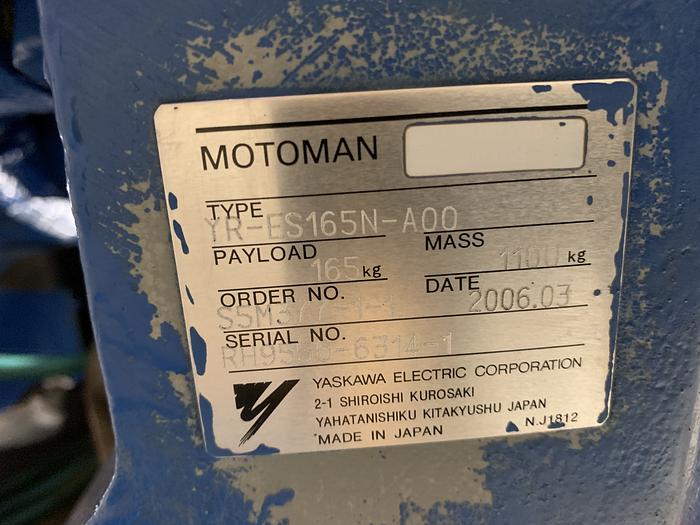 MOTOMAN
TYPE
YR-ES165N-A00
PAYLOAD 165 kg MASS 1100 kg
ORDER NO. DATE 2006.03
SERIAL NO.
YASKAWA ELECTRIC CORPORATION
2-1 SHIROISHI KUROSAKI
YAHATANISHIKU KITAKYUSHU JAPAN
MADE IN JAPAN N.J1812